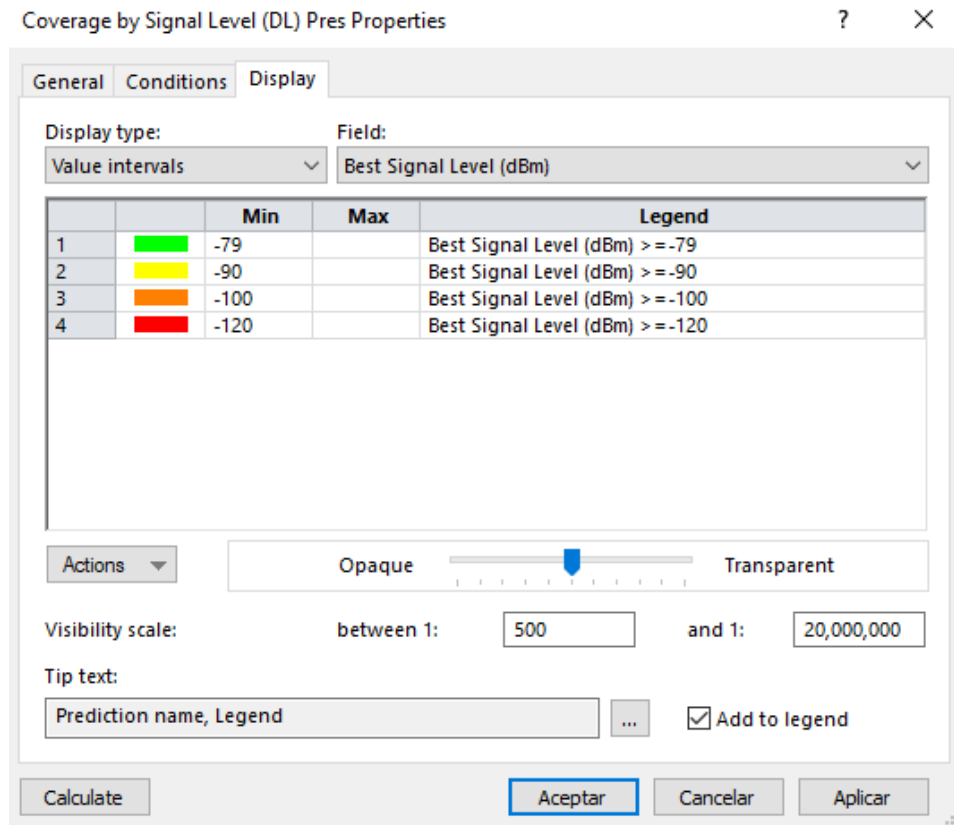 Coverage by Signal Level (DL) Pres Properties ? ×
General Conditions Display
Display type: Field:
Value intervals Best Signal Level (dBm)
Min Max Legend
1 -79 Best Signal Level (dBm) >=-79
2 -90 Best Signal Level (dBm) >=-90
3 -100 Best Signal Level (dBm) >=-100
4 -120 Best Signal Level (dBm) >=-120
Actions Opaque Transparent
Visibility scale: between 1: 500 and 1: 20,000,000
Tip text:
Prediction name, Legend ... Add to legend
Calculate Aceptar Cancelar Aplicar